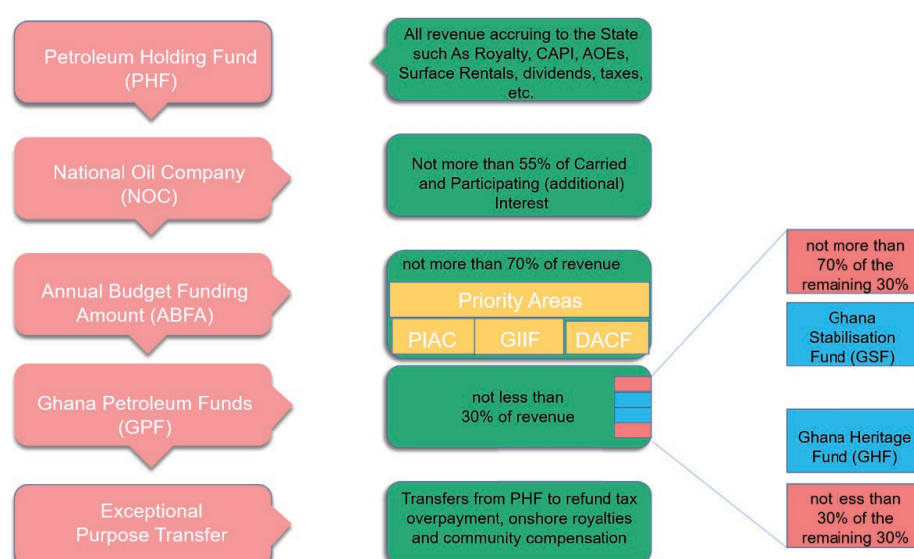 Petroleum Holding Fund
(PHF)
All revenue accruing to the State
such As Royalty, CAPI, AOEs,
Surface Rentals, dividends, taxes,
etc.
National Oil Company
(NOC)
Not more than 55% of Carried
and Participating (additional)
Interest
Annual Budget Funding
Amount (ABFA)
not more than 70% of revenue
Priority Areas
PIAC
GIIF
DACF
not more than
70% of the
remaining 30%
Ghana
Stabilisation
Fund (GSF)
Ghana Petroleum Funds
(GPF)
not less than
30% of revenue
Ghana Heritage
Fund (GHF)
not less than
30% of the
remaining 30%
Exceptional
Purpose Transfer
Transfers from PHF to refund tax
overpayment, onshore royalties
and community compensation